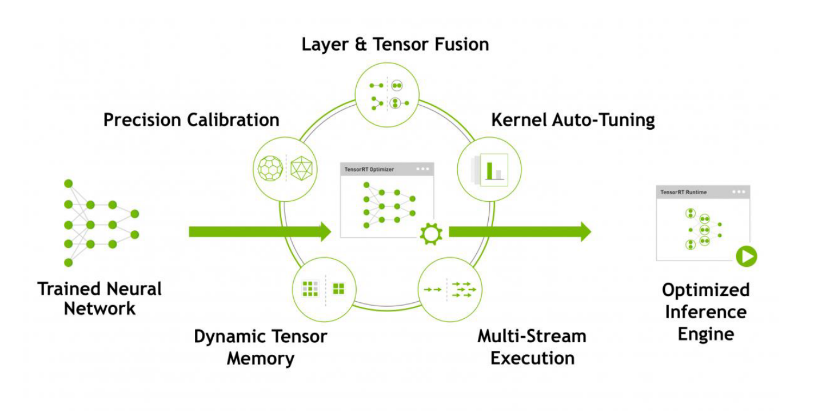 Layer & Tensor Fusion
Precision Calibration
Kernel Auto-Tuning
TensorRT Optimizer
TensorRT Runtime
Trained Neural
Network
Dynamic Tensor
Memory
Multi-Stream
Execution
Optimized
Inference
Engine